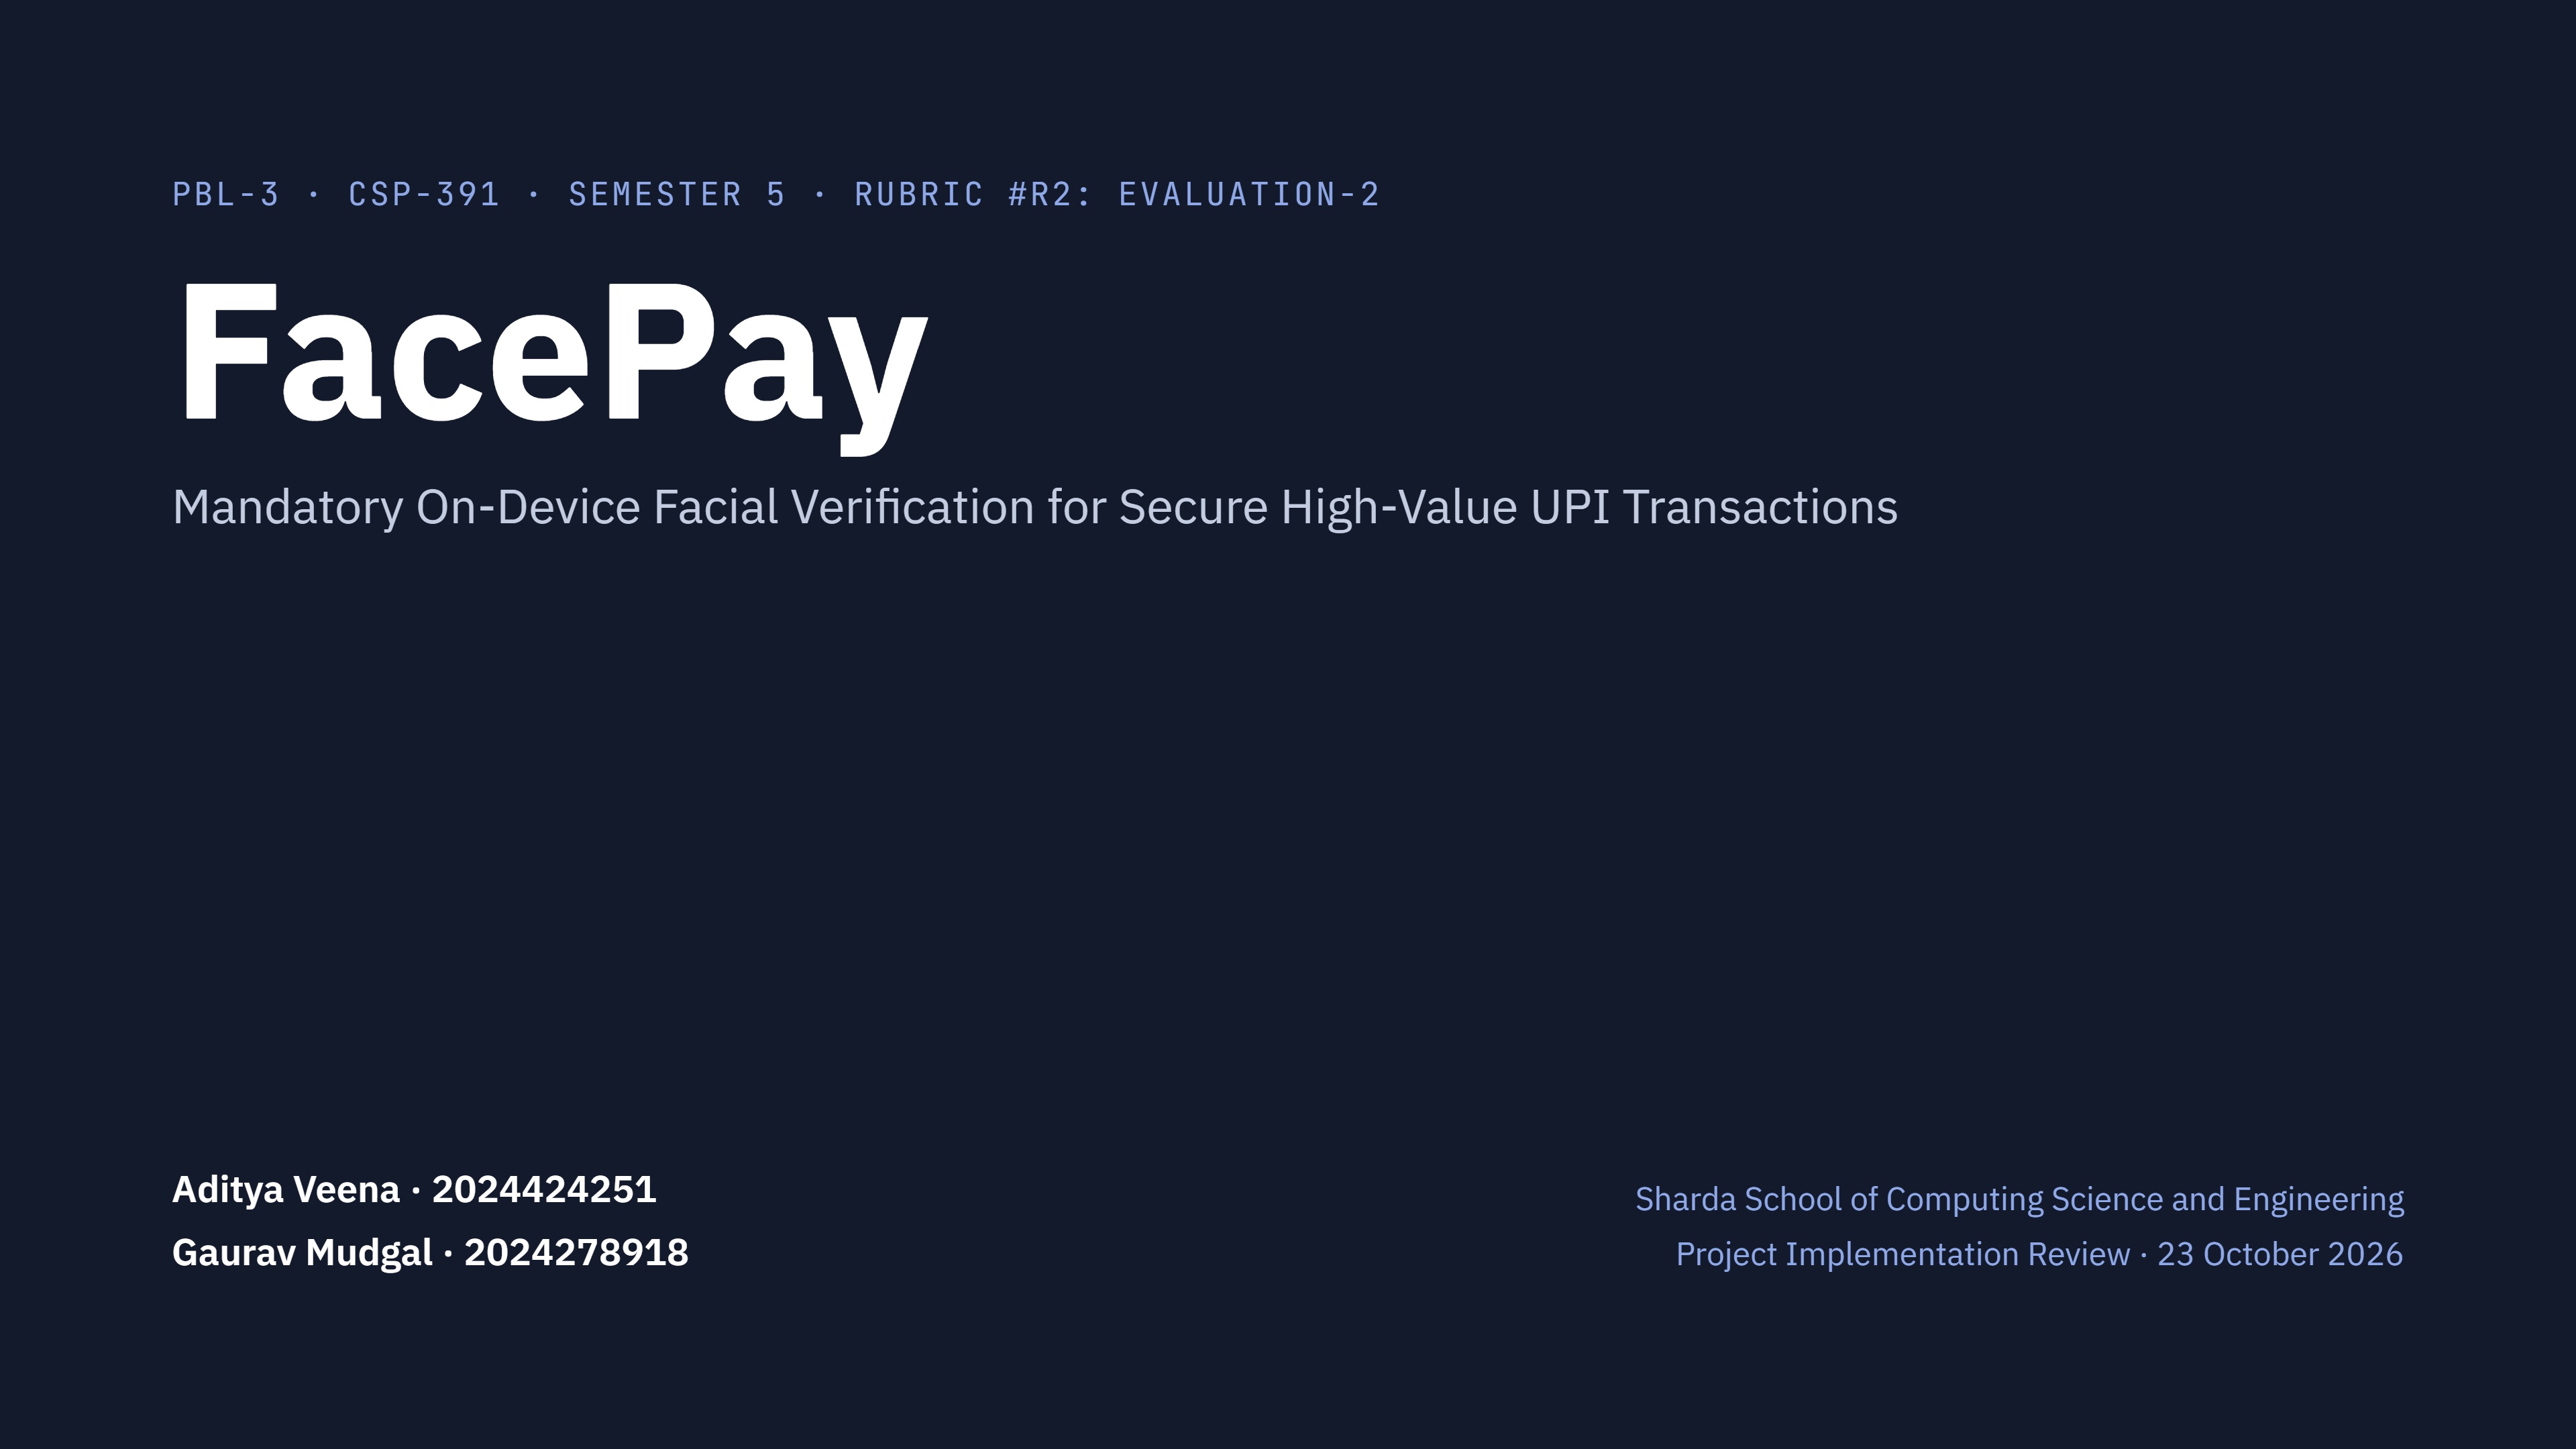 PBL-3 · CSP-391 · SEMESTER 5 · RUBRIC #R2: EVALUATION-2
FacePay
Mandatory On-Device Facial Verification for Secure High-Value UPI Transactions
Aditya Veena · 2024424251
Gaurav Mudgal · 2024278918
Sharda School of Computing Science and Engineering
Project Implementation Review · 23 October 2026